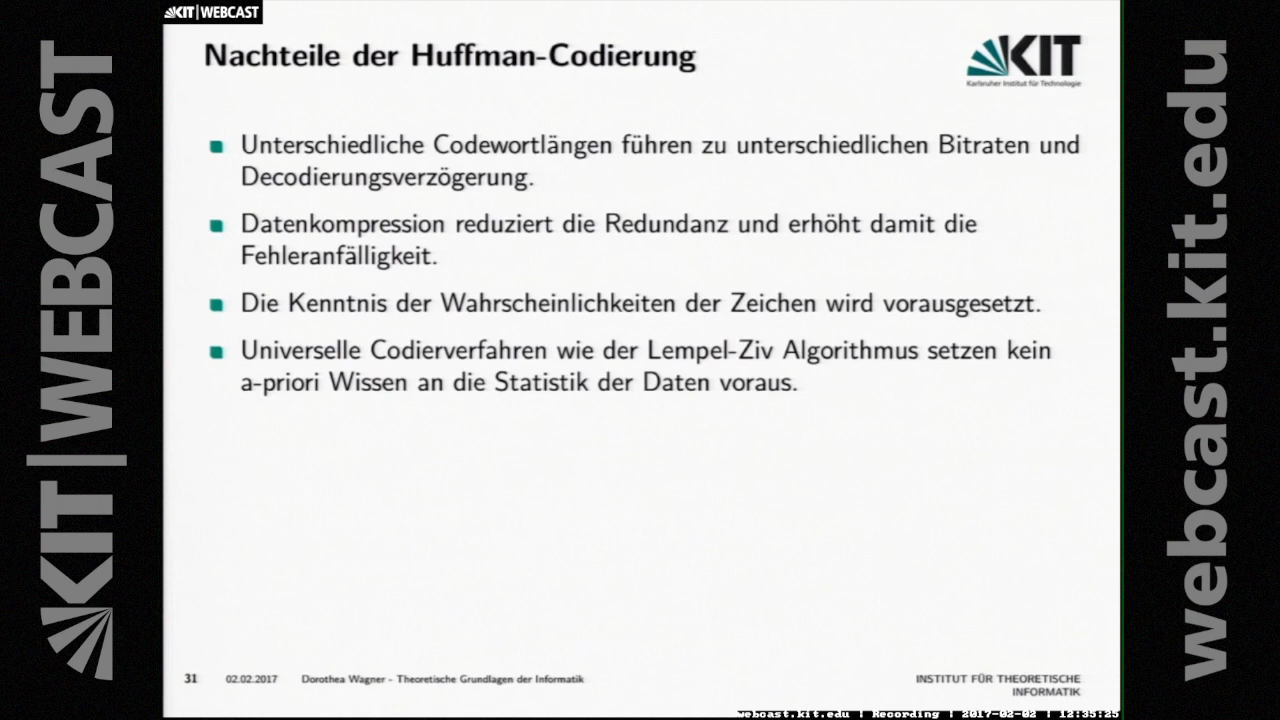 KIT|WEBCAST
Nachteile der Huffman-Codierung
KIT
Karlsruher Institut für Technologie
Unterschiedliche Codewortlängen führen zu unterschiedlichen Bitraten und
Decodierungsverzögerung.
Datenkompression reduziert die Redundanz und erhöht damit die
Fehleranfälligkeit.
Die Kenntnis der Wahrscheinlichkeiten der Zeichen wird vorausgesetzt.
Universelle Codierverfahren wie der Lempel-Ziv Algorithmus setzen kein
a-priori Wissen an die Statistik der Daten voraus.
31 02.02.2017 Dorothea Wagner - Theoretische Grundlagen der Informatik
INSTITUT FÜR THEORETISCHE
INFORMATIK
webcast.kit.edu | Recording | 2017-02-02 | 12:35:25
KIT|WEBCAST
webcast.kit.edu